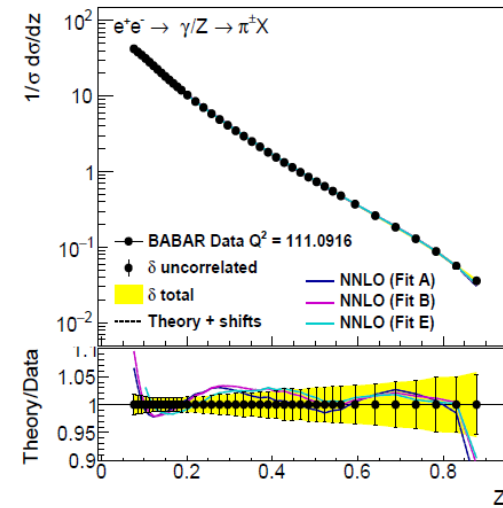 e⁺e⁻ → γ/Z → π±X
1/σ dσ/dz
10²
10
1
10⁻¹
10⁻²
BABAR Data Q² = 111.0916
δ uncorrelated
δ total
Theory + shifts
NNLO (Fit A)
NNLO (Fit B)
NNLO (Fit E)
Theory/Data
1.1
1.05
1
0.95
0.9
0 0.2 0.4 0.6 0.8 Z